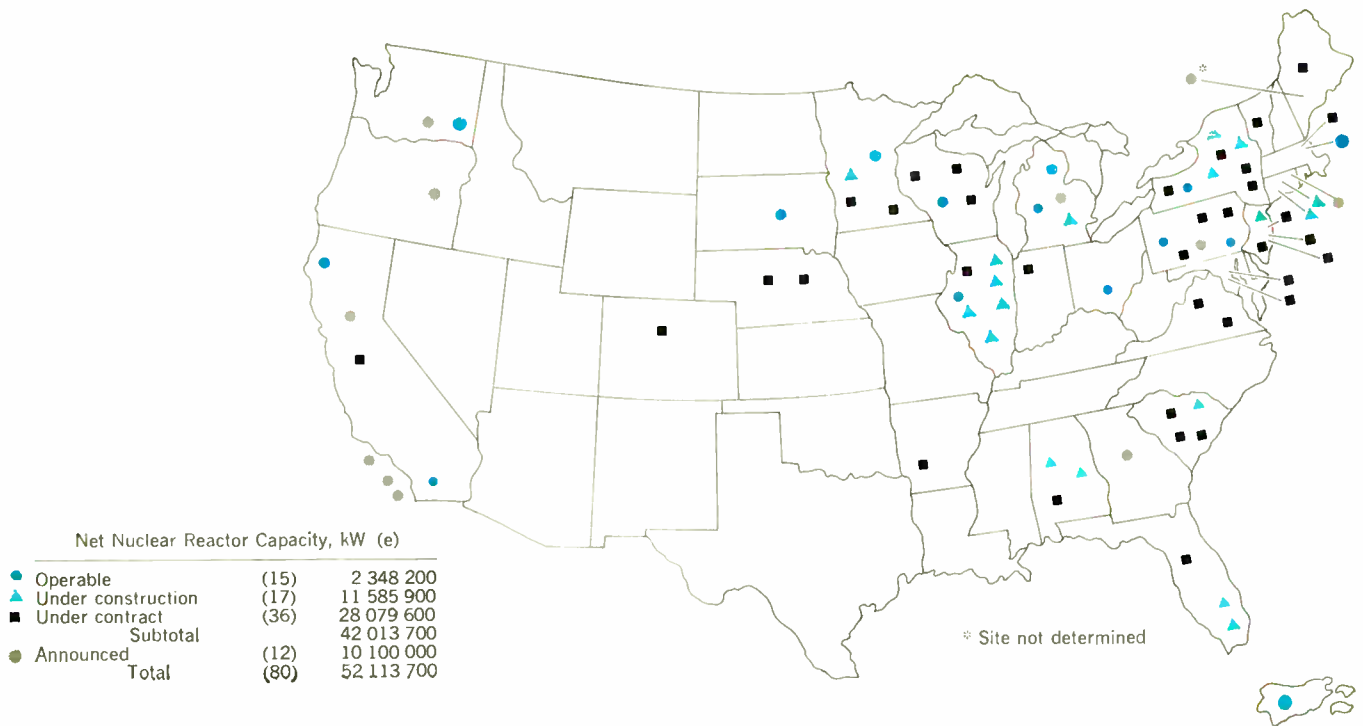 *
Net Nuclear Reactor Capacity, kW (e)
Operable (15) 2 348 200
Under construction (17) 11 585 900
Under contract (36) 28 079 600
Subtotal 42 013 700
Announced (12) 10 100 000
Total (80) 52 113 700
* Site not determined